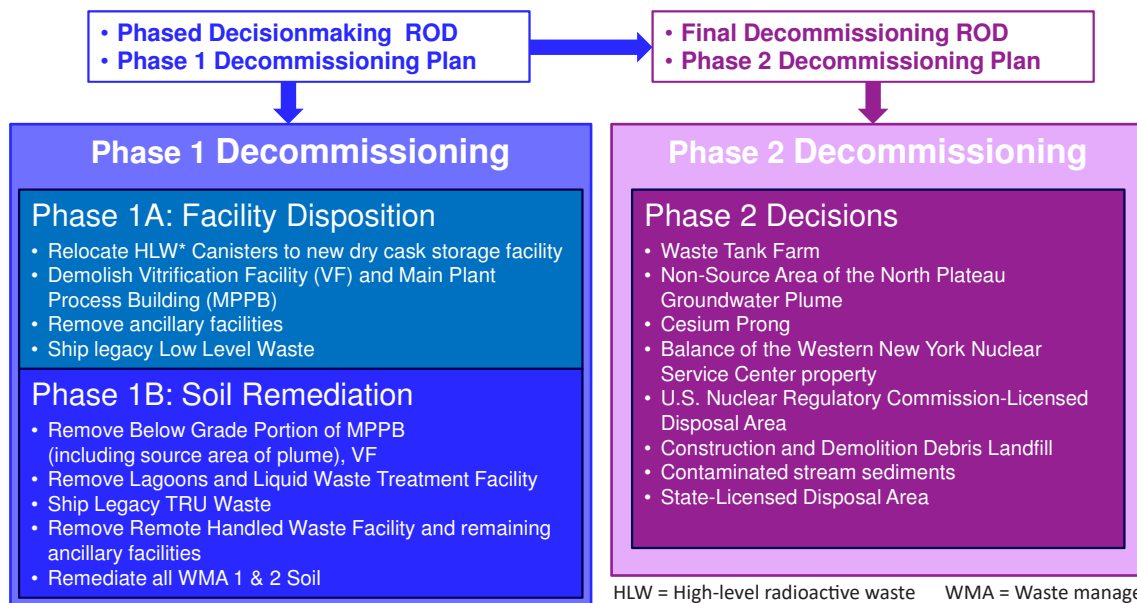 • Phased Decisionmaking ROD
• Phase 1 Decommissioning Plan
• Final Decommissioning ROD
• Phase 2 Decommissioning Plan
Phase 1 Decommissioning
Phase 1A: Facility Disposition
• Relocate HLW* Canisters to new dry cask storage facility
• Demolish Vitrification Facility (VF) and Main Plant
Process Building (MPPB)
• Remove ancillary facilities
• Ship legacy Low Level Waste
Phase 1B: Soil Remediation
• Remove Below Grade Portion of MPPB
(including source area of plume), VF
• Remove Lagoons and Liquid Waste Treatment Facility
• Ship Legacy TRU Waste
• Remove Remote Handled Waste Facility and remaining
ancillary facilities
• Remediate all WMA 1 & 2 Soil
Phase 2 Decommissioning
Phase 2 Decisions
• Waste Tank Farm
• Non-Source Area of the North Plateau
Groundwater Plume
• Cesium Prong
• Balance of the Western New York Nuclear
Service Center property
• U.S. Nuclear Regulatory Commission-Licensed
Disposal Area
• Construction and Demolition Debris Landfill
• Contaminated stream sediments
• State-Licensed Disposal Area
HLW = High-level radioactive waste WMA = Waste manage